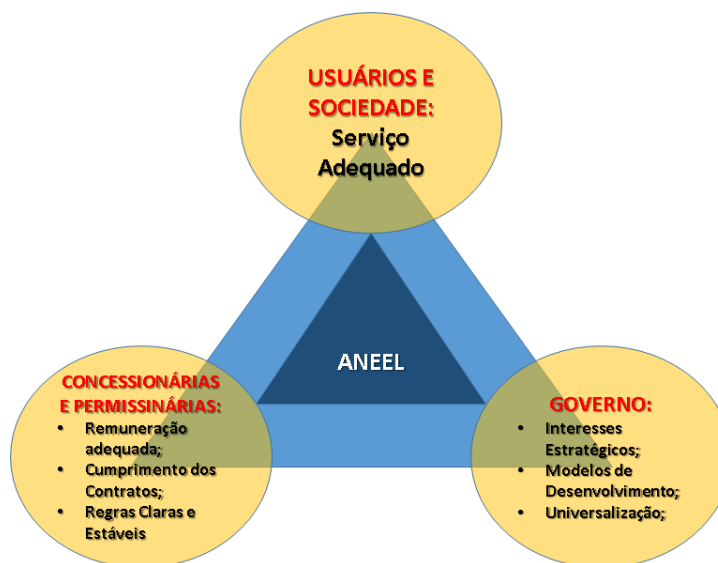 USUÁRIOS E
SOCIEDADE:
Serviço
Adequado
ANEEL
CONCESSIONÁRIAS
E PERMISSINÁRIAS:
• Remuneração
adequada;
• Cumprimento dos
Contratos;
• Regras Claras e
Estáveis
GOVERNO:
• Interesses
Estratégicos;
• Modelos de
Desenvolvimento;
• Universalização;